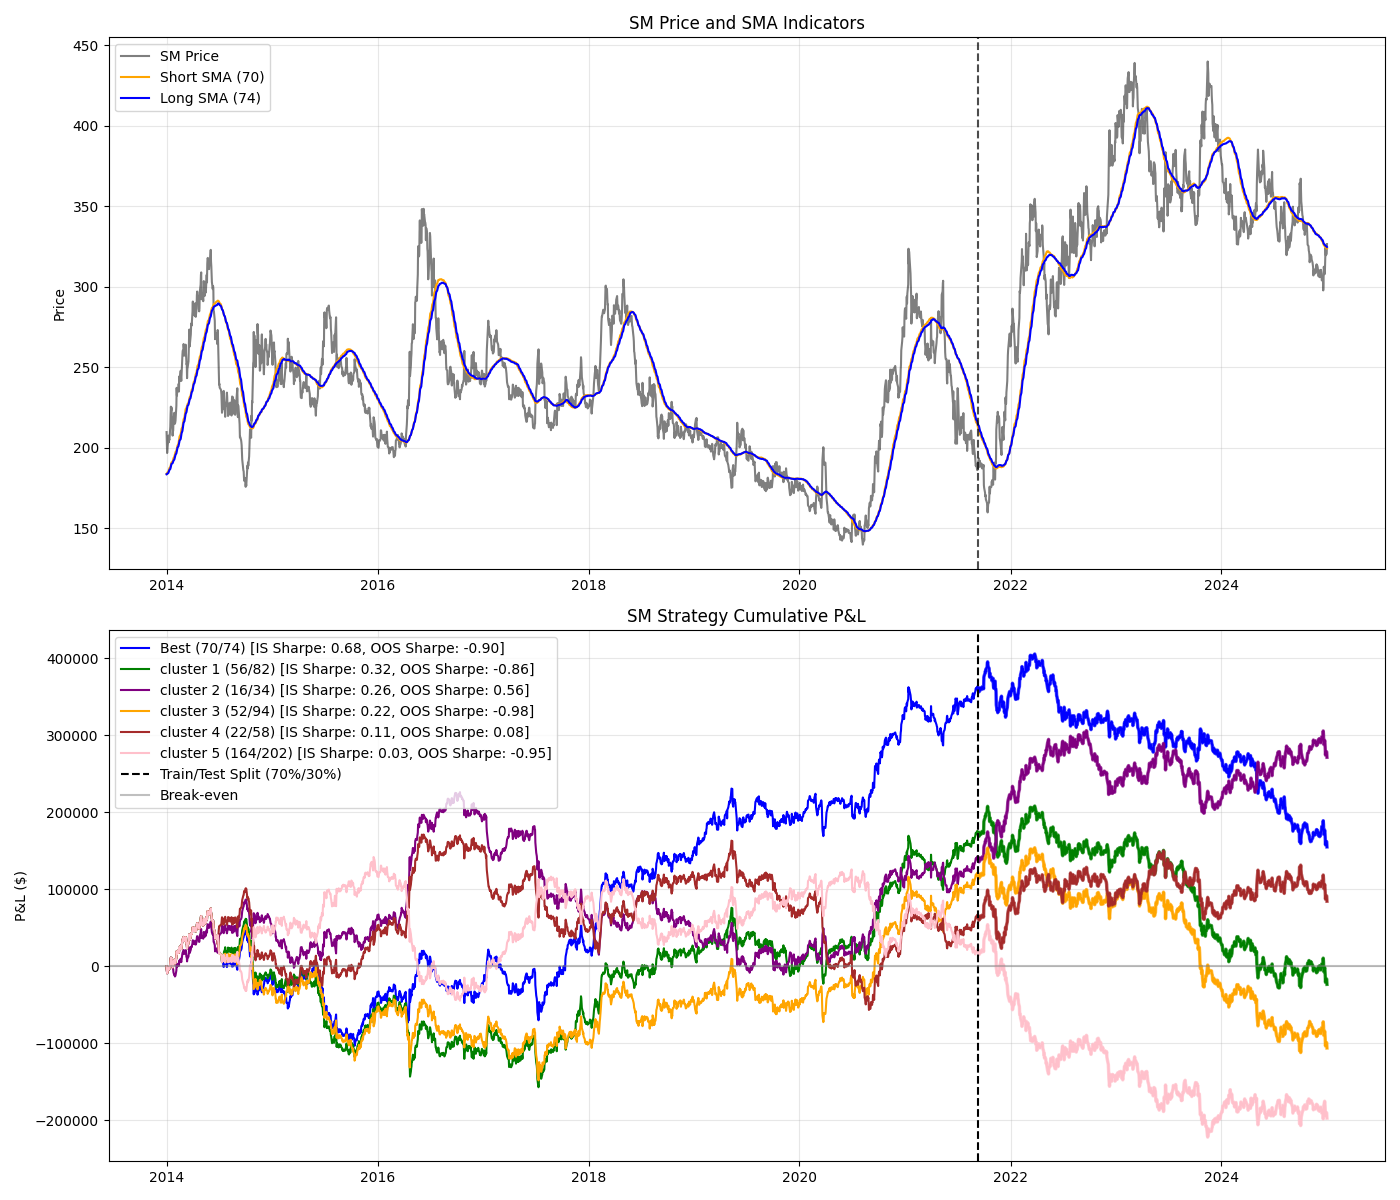 SM Price and SMA Indicators
SM Price
Short SMA (70)
Long SMA (74)
Price
450
400
350
300
250
200
150
2014
2016
2018
2020
2022
2024
SM Strategy Cumulative P&L
Best (70/74) [IS Sharpe: 0.68, OOS Sharpe: -0.90]
cluster 1 (56/82) [IS Sharpe: 0.32, OOS Sharpe: -0.86]
cluster 2 (16/34) [IS Sharpe: 0.26, OOS Sharpe: 0.56]
cluster 3 (52/94) [IS Sharpe: 0.22, OOS Sharpe: -0.98]
cluster 4 (22/58) [IS Sharpe: 0.11, OOS Sharpe: 0.08]
cluster 5 (164/202) [IS Sharpe: 0.03, OOS Sharpe: -0.95]
Train/Test Split (70%/30%)
Break-even
P&L ($)
400000
300000
200000
100000
0
−100000
−200000
2014
2016
2018
2020
2022
2024